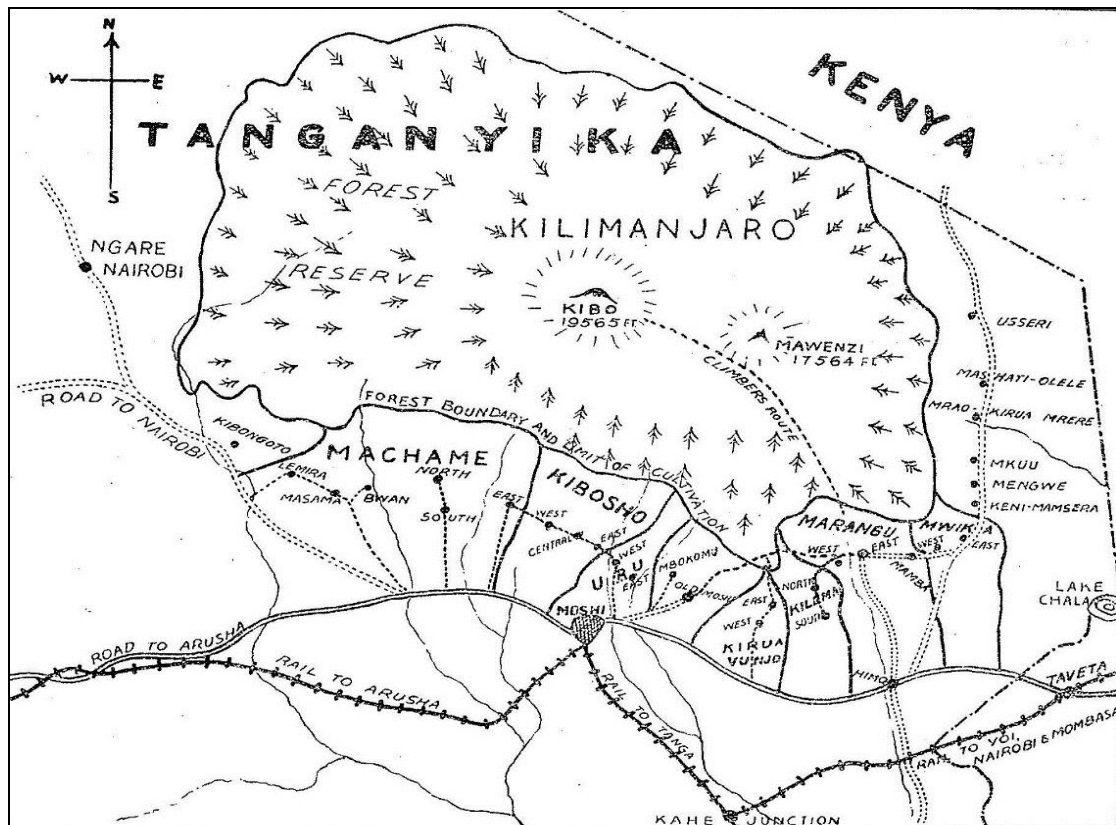 N
W E
S
KENYA
TANGANYIKA
FOREST
RESERVE
KILIMANJARO
NGARE
NAIROBI
KIBO
19565 FT
MAWENZI
17564 FT
CLIMBERS ROUTE
USSERI
MASHATI-OLELE
MRAO
KIRUA MRERE
MKUU
MENGWE
KENI-MAMSERA
ROAD TO NAIROBI
FOREST BOUNDARY AND LIMIT OF CULTIVATION
KIBONGOTO
MACHAME
LEMIRA
MASAMA
BWAN
NORTH
SOUTH
EAST
KIBOSHO
WEST
CENTRAL
EAST
URU
WEST
EAST
MBOKOMU
OLD MOSHI
MARANGU
WEST
EAST
MWIKA
WEST
EAST
MAMBA
KILEMA
NORTH
SOUTH
KIRUA
VUNJO
EAST
WEST
LAKE
CHALA
MOSHI
HIMO
TAVETA
ROAD TO ARUSHA
RAIL TO ARUSHA
RAIL TO TANGA
RAIL TO VOI,
NAIROBI & MOMBASA
KAHE JUNCTION